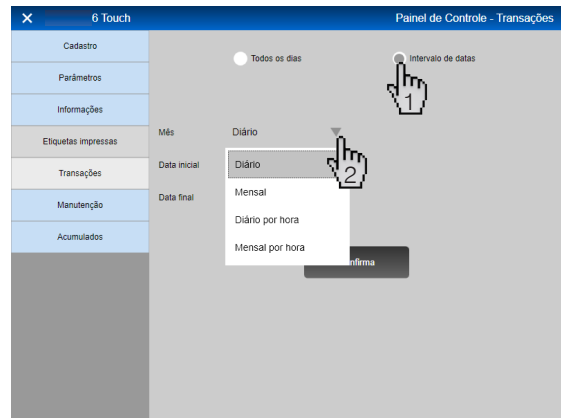 ✕ 6 Touch Painel de Controle - Transações
Cadastro
Parâmetros
Informações
Etiquetas impressas
Transações
Manutenção
Acumulados
Todos os dias Intervalo de datas
1
Mês Diário
2
Data inicial Diário
Data final Mensal
Diário por hora
Mensal por hora
nfirma